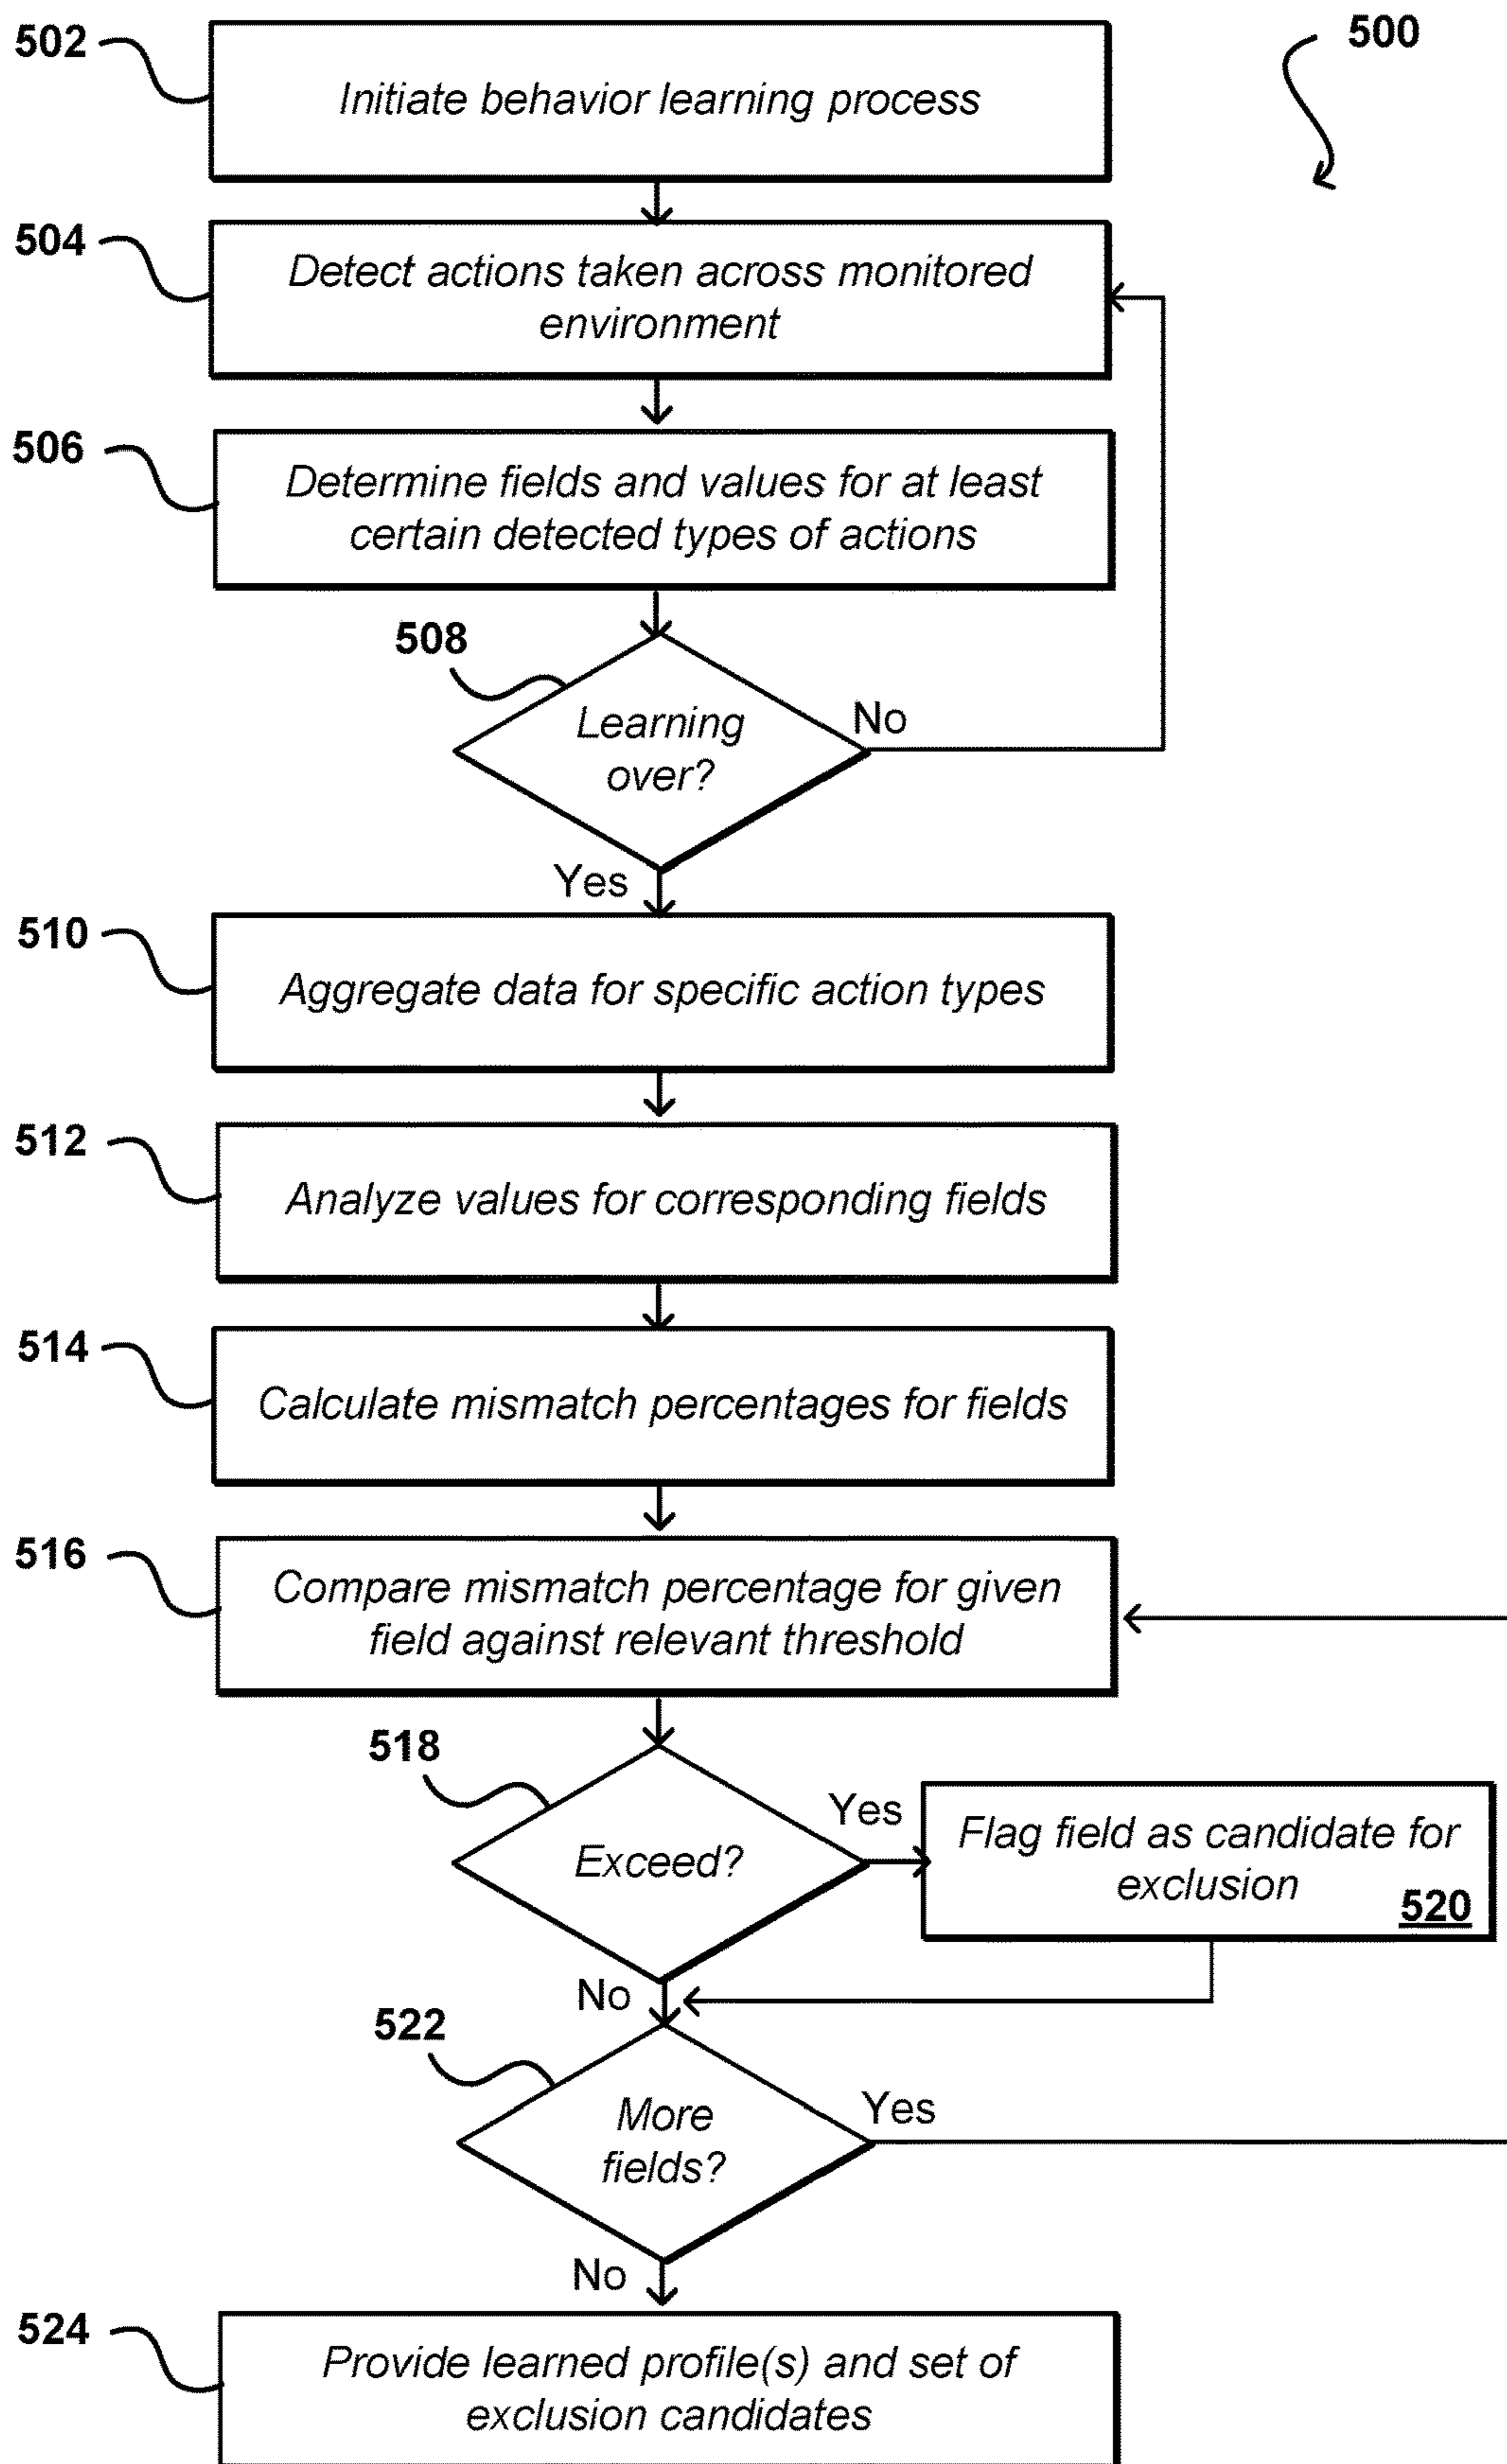 502
500
Initiate behavior learning process
504
Detect actions taken across monitored
environment
506
Determine fields and values for at least
certain detected types of actions
508
Learning
over?
No
Yes
510
Aggregate data for specific action types
512
Analyze values for corresponding fields
514
Calculate mismatch percentages for fields
516
Compare mismatch percentage for given
field against relevant threshold
518
Exceed?
Yes
Flag field as candidate for
exclusion
520
No
522
More
fields?
Yes
No
524
Provide learned profile(s) and set of
exclusion candidates